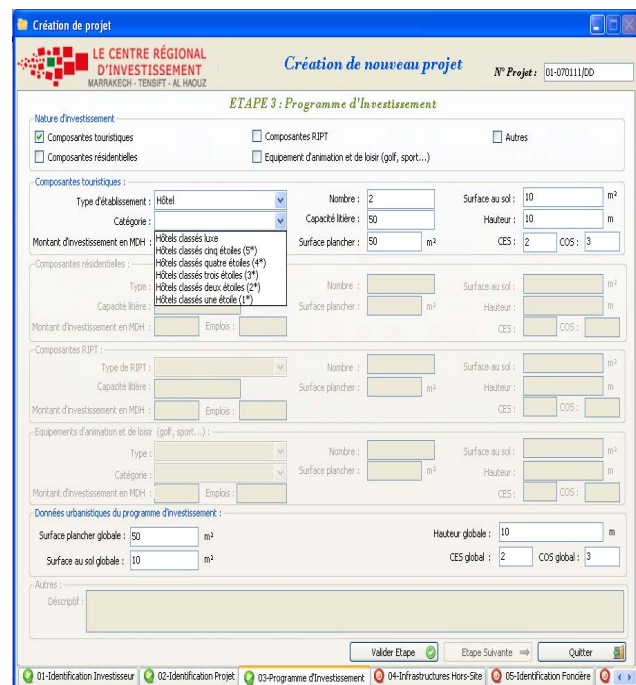 Création de projet
LE CENTRE RÉGIONAL
D'INVESTISSEMENT
MARRAKECH - TENSIFT - AL HAOUZ
Création de nouveau projet
N° Projet : 01-070111/DD
ETAPE 3 : Programme d'Investissement
Nature d'investissement
Composantes touristiques Composantes RIPT Autres
Composantes résidentielles Equipement d'animation et de loisir (golf, sport...)
Composantes touristiques :
Type d'établissement : Hôtel Nombre : 2 Surface au sol : 10 m²
Catégorie : Capacité litière : 50 Hauteur : 10 m
Montant d'investissement en MDH Surface plancher : 50 m² CES : 2 COS : 3
Hôtels classés luxe
Hôtels classés cinq étoiles (5*)
Hôtels classés quatre étoiles (4*)
Hôtels classés trois étoiles (3*)
Hôtels classés deux étoiles (2*)
Hôtels classés une étoile (1*)
Composantes résidentielles :
Type : Nombre : Surface au sol : m²
Capacité litière : Surface plancher : m² Hauteur : m
Montant d'investissement en MDH : Emplois : CES : COS :
Composantes RIPT :
Type de RIPT : Nombre : Surface au sol : m²
Capacité litière : Surface plancher : m² Hauteur : m
Montant d'investissement en MDH : Emplois : CES : COS :
Equipements d'animation et de loisir (golf, sport...) :
Type : Nombre : Surface au sol : m²
Catégorie : Surface plancher : m² Hauteur : m
Montant d'investissement en MDH : Emplois : CES : COS :
Données urbanistiques du programme d'investissement :
Surface plancher globale : 50 m² Hauteur globale : 10 m
Surface au sol globale : 10 m² CES global : 2 COS global : 3
Autres :
Déscriptif :
Valider Etape Etape Suivante Quitter
01-Identification Investisseur 02-Identification Projet 03-Programme d'Investissement 04-Infrastructures Hors-Site 05-Identification Foncière